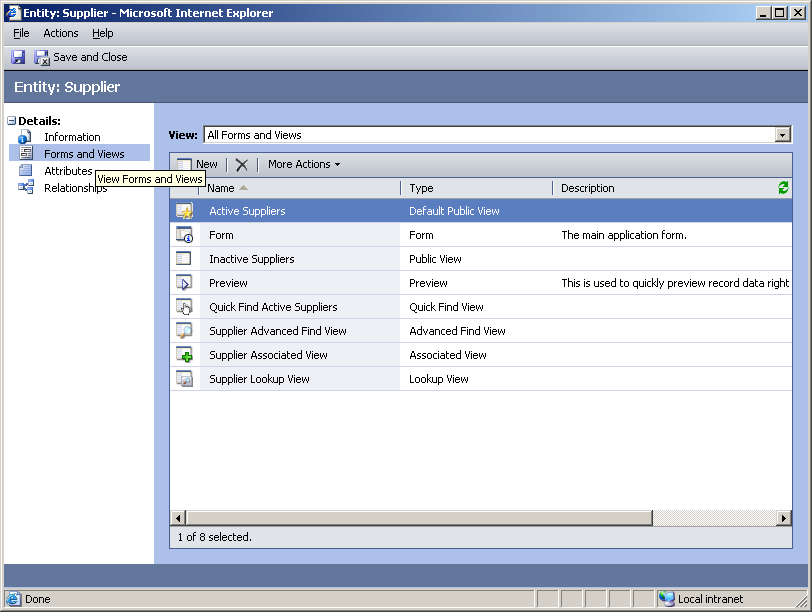 Entity: Supplier - Microsoft Internet Explorer
File Actions Help
Save and Close
Entity: Supplier
Details:
Information
Forms and Views
Attributes
Relationships
View Forms and Views
View: All Forms and Views
New More Actions
Name Type Description
Active Suppliers Default Public View
Form Form The main application form.
Inactive Suppliers Public View
Preview Preview This is used to quickly preview record data right
Quick Find Active Suppliers Quick Find View
Supplier Advanced Find View Advanced Find View
Supplier Associated View Associated View
Supplier Lookup View Lookup View
1 of 8 selected.
Done Local intranet